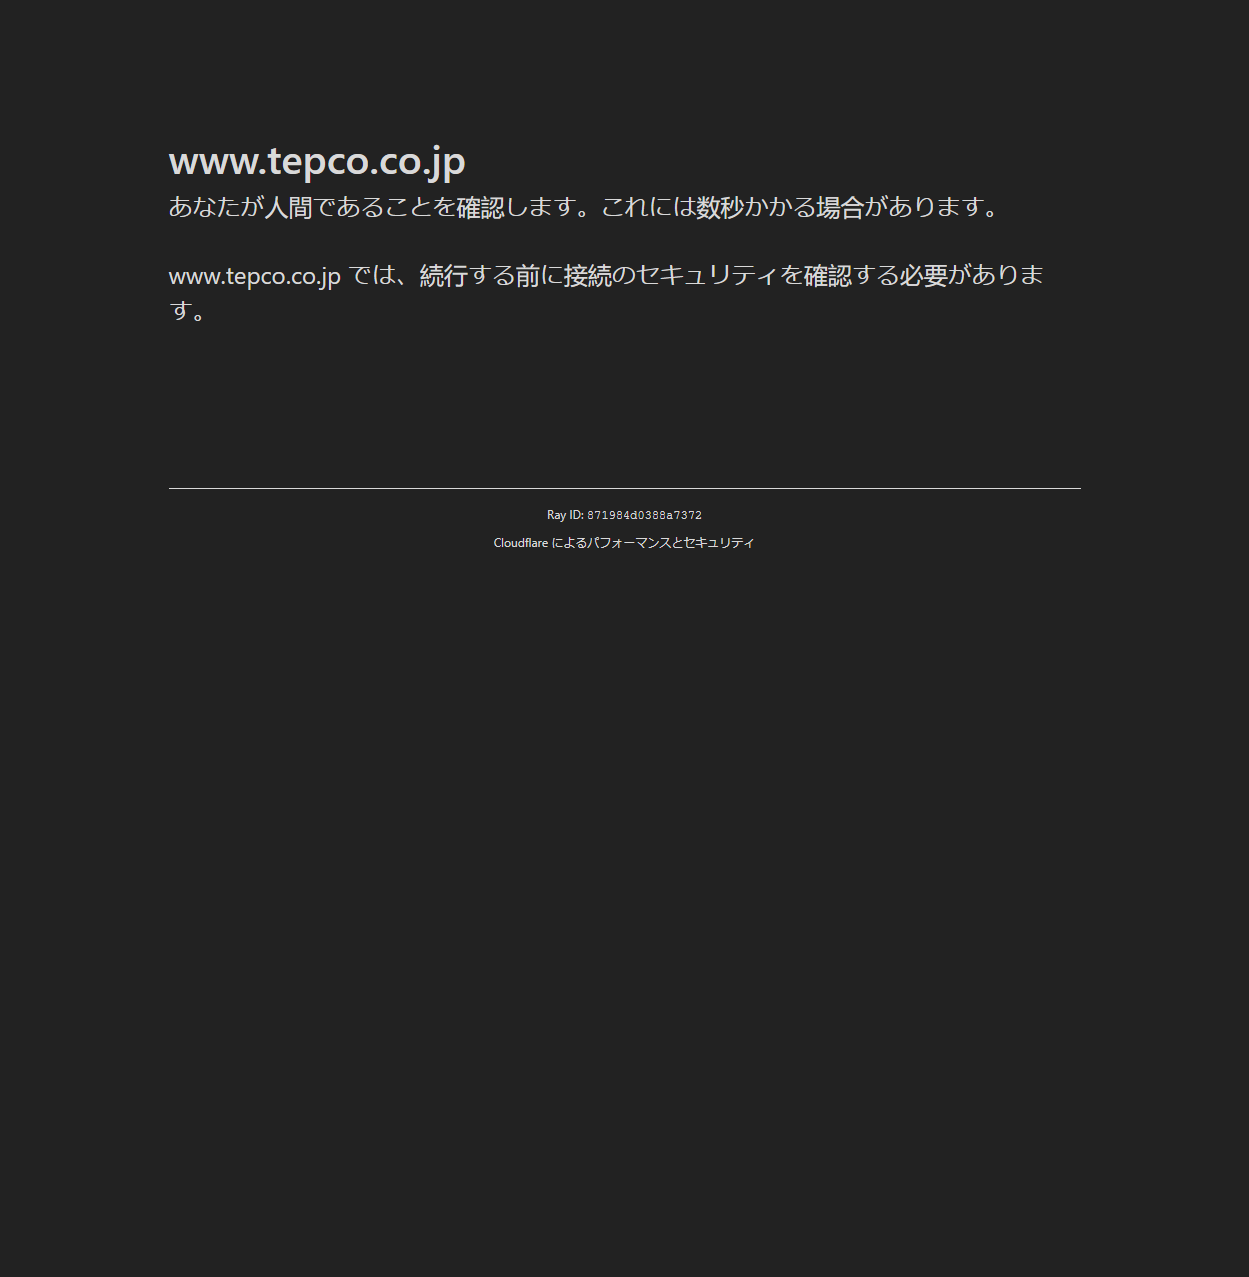 www.tepco.co.jp
あなたが人間であることを確認します。これには数秒かかる場合があります。
www.tepco.co.jp では、続行する前に接続のセキュリティを確認する必要がありま
す。
Ray ID: 871984d0388a7372
Cloudflare によるパフォーマンスとセキュリティ